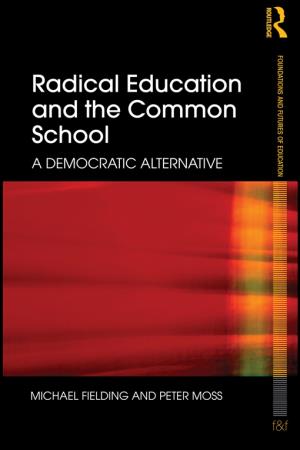 ROUTLEDGE
FOUNDATIONS AND FUTURES OF EDUCATION
Radical Education
and the Common
School
A DEMOCRATIC ALTERNATIVE
MICHAEL FIELDING AND PETER MOSS
f&f